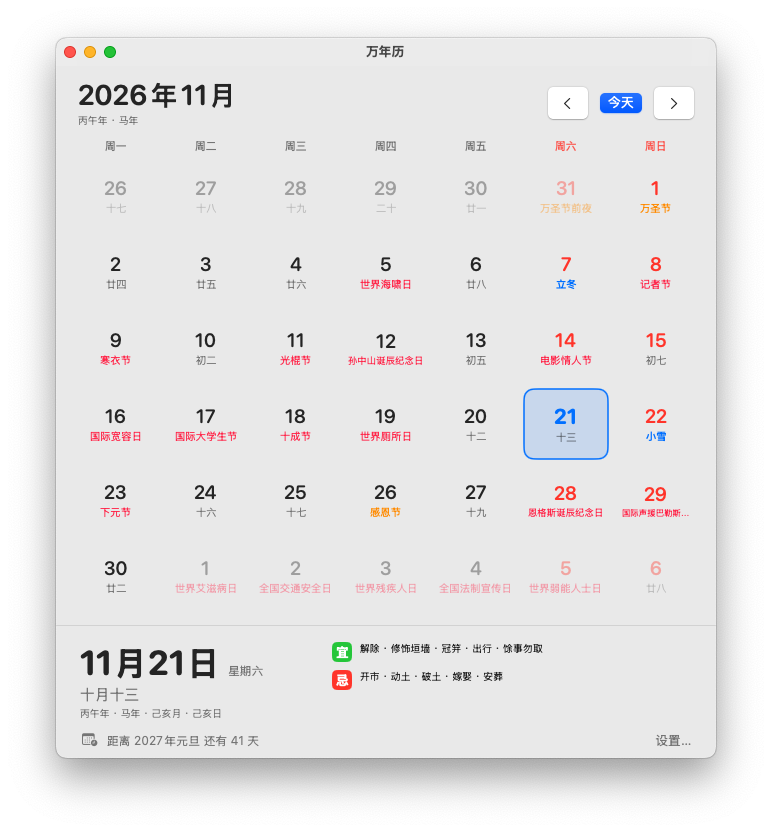 万年历
2026年11月
今天
丙午年 · 马年
周一 周二 周三 周四 周五 周六 周日
26 27 28 29 30 31 1
十七 十八 十九 二十 廿一 万圣节前夜 万圣节
2 3 4 5 6 7 8
廿四 廿五 廿六 世界海啸日 廿八 立冬 记者节
9 10 11 12 13 14 15
寒衣节 初二 光棍节 孙中山诞辰纪念日 初五 电影情人节 初七
16 17 18 19 20 21 22
国际宽容日 国际大学生节 十成节 世界厕所日 十二 十三 小雪
23 24 25 26 27 28 29
下元节 十六 十七 感恩节 十九 恩格斯诞辰纪念日 国际声援巴勒斯...
30 1 2 3 4 5 6
廿二 世界艾滋病日 全国交通安全日 世界残疾人日 全国法制宣传日 世界弱能人士日 廿八
11月21日 星期六
十月十三
丙午年 · 马年 · 己亥月 · 己亥日
宜 解除 · 修饰垣墙 · 冠笄 · 出行 · 馀事勿取
忌 开市 · 动土 · 破土 · 嫁娶 · 安葬
距离 2027年元旦 还有 41 天
设置...